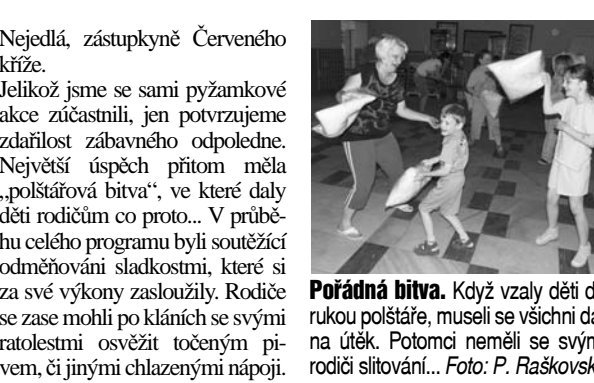 Nejedlá, zástupkyně Červeného
kříže.
Jelikož jsme se sami pyžamkové
akce zúčastnili, jen potvrzujeme
zdařilost zábavného odpoledne.
Největší úspěch přitom měla
„polštářová bitva“, ve které daly
děti rodičům co proto... V průbě-
hu celého programu byli soutěžící
odměňováni sladkostmi, které si
za své výkony zasloužily. Rodiče
se zase mohli po kláních se svými
ratolestmi osvěžit točeným pi-
vem, či jinými chlazenými nápoji.
Pořádná bitva. Když vzaly děti d
rukou polštáře, museli se všichni da
na útěk. Potomci neměli se svým
rodiči slitování... Foto: P. Raškovsk